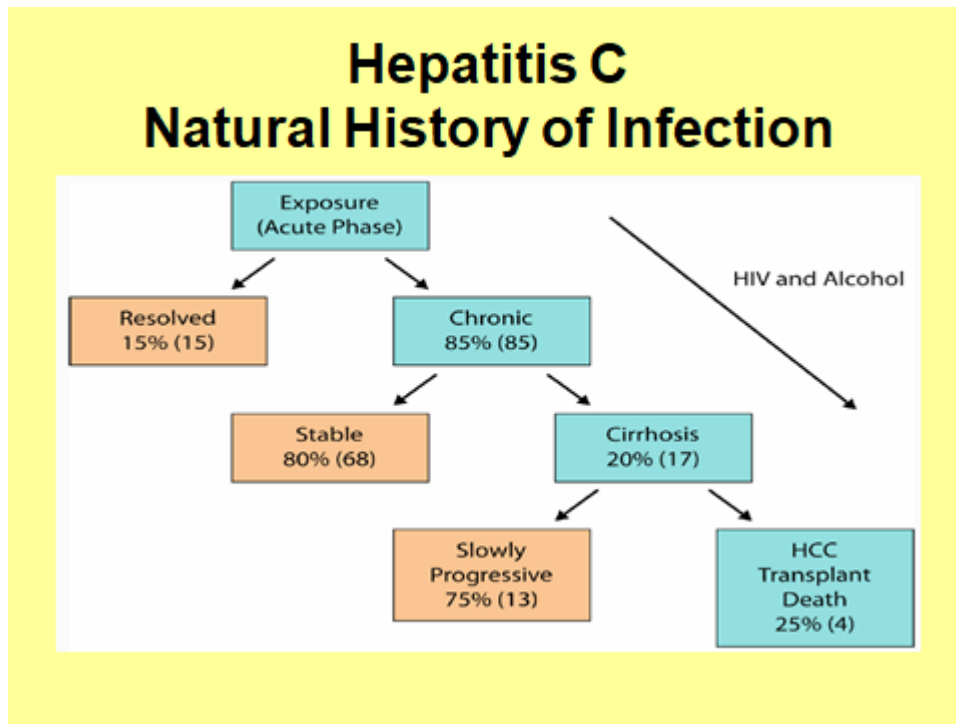 Hepatitis C
Natural History of Infection
Exposure
(Acute Phase)
HIV and Alcohol
Resolved
15% (15)
Chronic
85% (85)
Stable
80% (68)
Cirrhosis
20% (17)
Slowly
Progressive
75% (13)
HCC
Transplant
Death
25% (4)